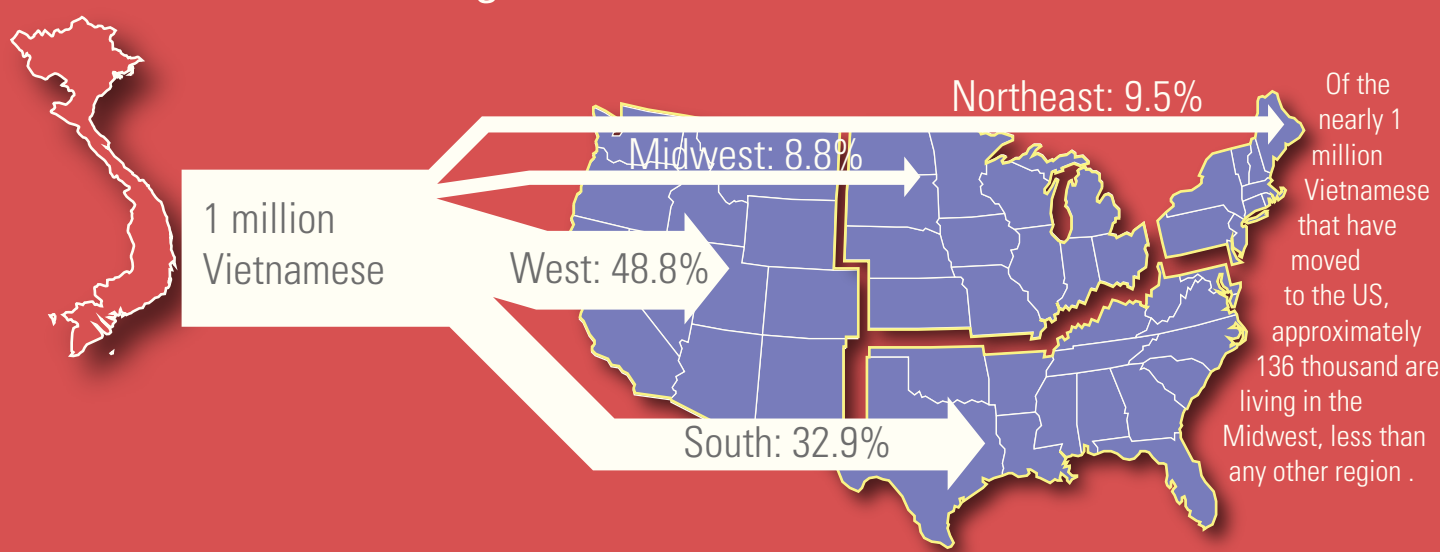 Northeast: 9.5%
Midwest: 8.8%
1 million
Vietnamese
West: 48.8%
South: 32.9%
Of the
nearly 1
million
Vietnamese
that have
moved
to the US,
approximately
136 thousand are
living in the
Midwest, less than
any other region .